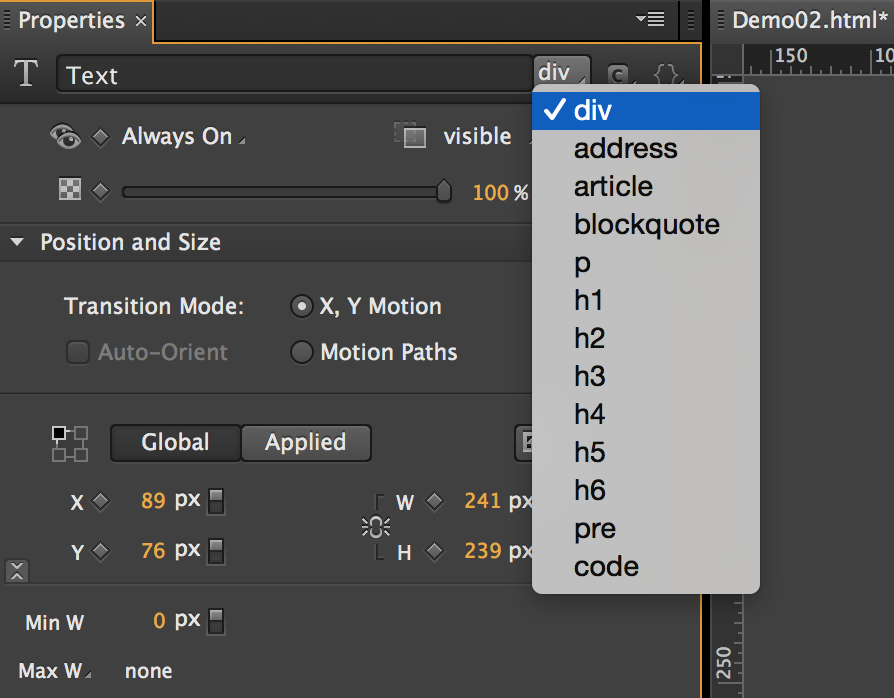 Properties ×
Demo02.html*
150
10
T Text div C {}
Always On visible
100 %
Position and Size
Transition Mode: X, Y Motion
Auto-Orient Motion Paths
Global Applied
X 89 px W 241 px
Y 76 px H 239 px
Min W 0 px
Max W none
✓ div
address
article
blockquote
p
h1
h2
h3
h4
h5
h6
pre
code
250